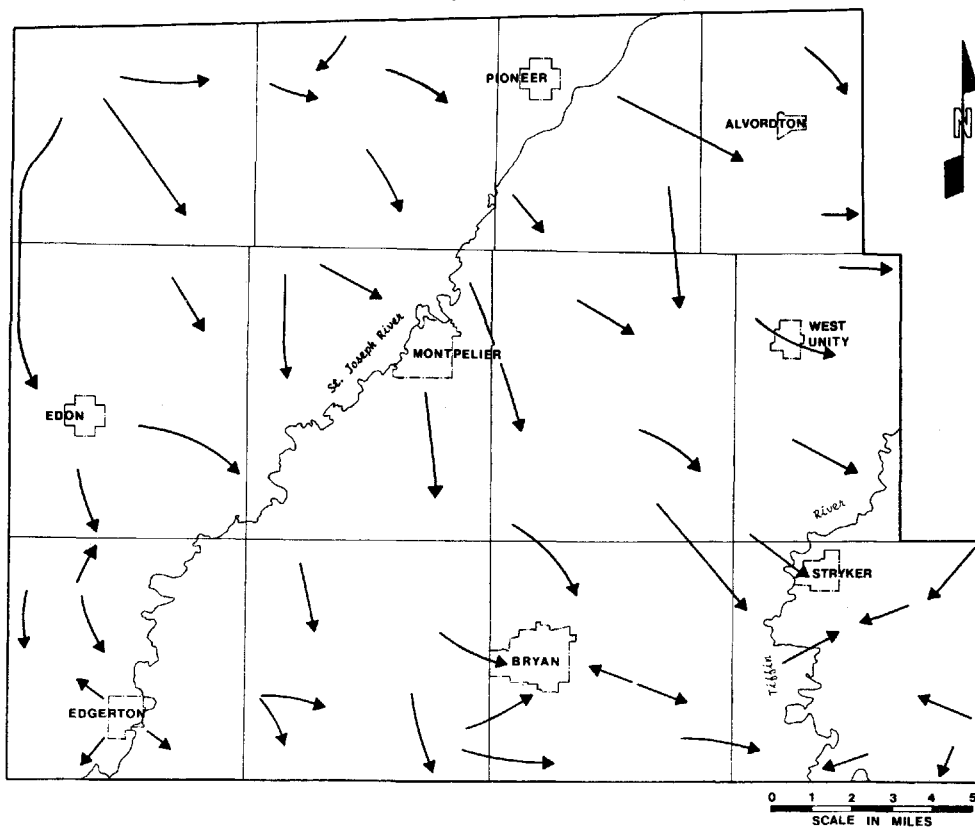 PIONEER
ALVORDTON
N
St. Joseph River
MONTPELIER
WEST
UNITY
EDON
River
STRYKER
BRYAN
Tiffin
EDGERTON
0 1 2 3 4 5
SCALE IN MILES